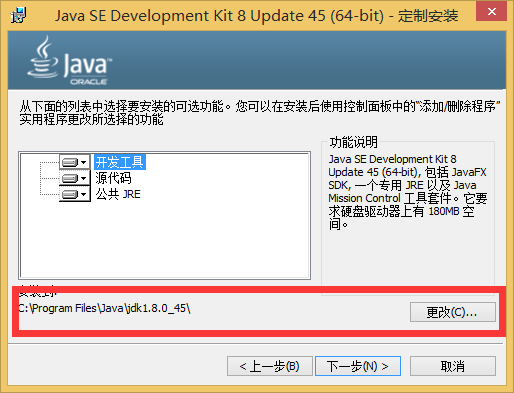 Java SE Development Kit 8 Update 45 (64-bit) - 定制安装
Java
ORACLE
从下面的列表中选择要安装的可选功能。您可以在安装后使用控制面板中的“添加/删除程序”
实用程序更改所选择的功能
开发工具
源代码
公共 JRE
功能说明
Java SE Development Kit 8
Update 45 (64-bit), 包括 JavaFX
SDK, 一个专用 JRE 以及 Java
Mission Control 工具套件。它要
求硬盘驱动器上有 180MB 空
间。
安装到:
C:\Program Files\Java\jdk1.8.0_45\
更改(C)...
< 上一步(B)
下一步(N) >
取消